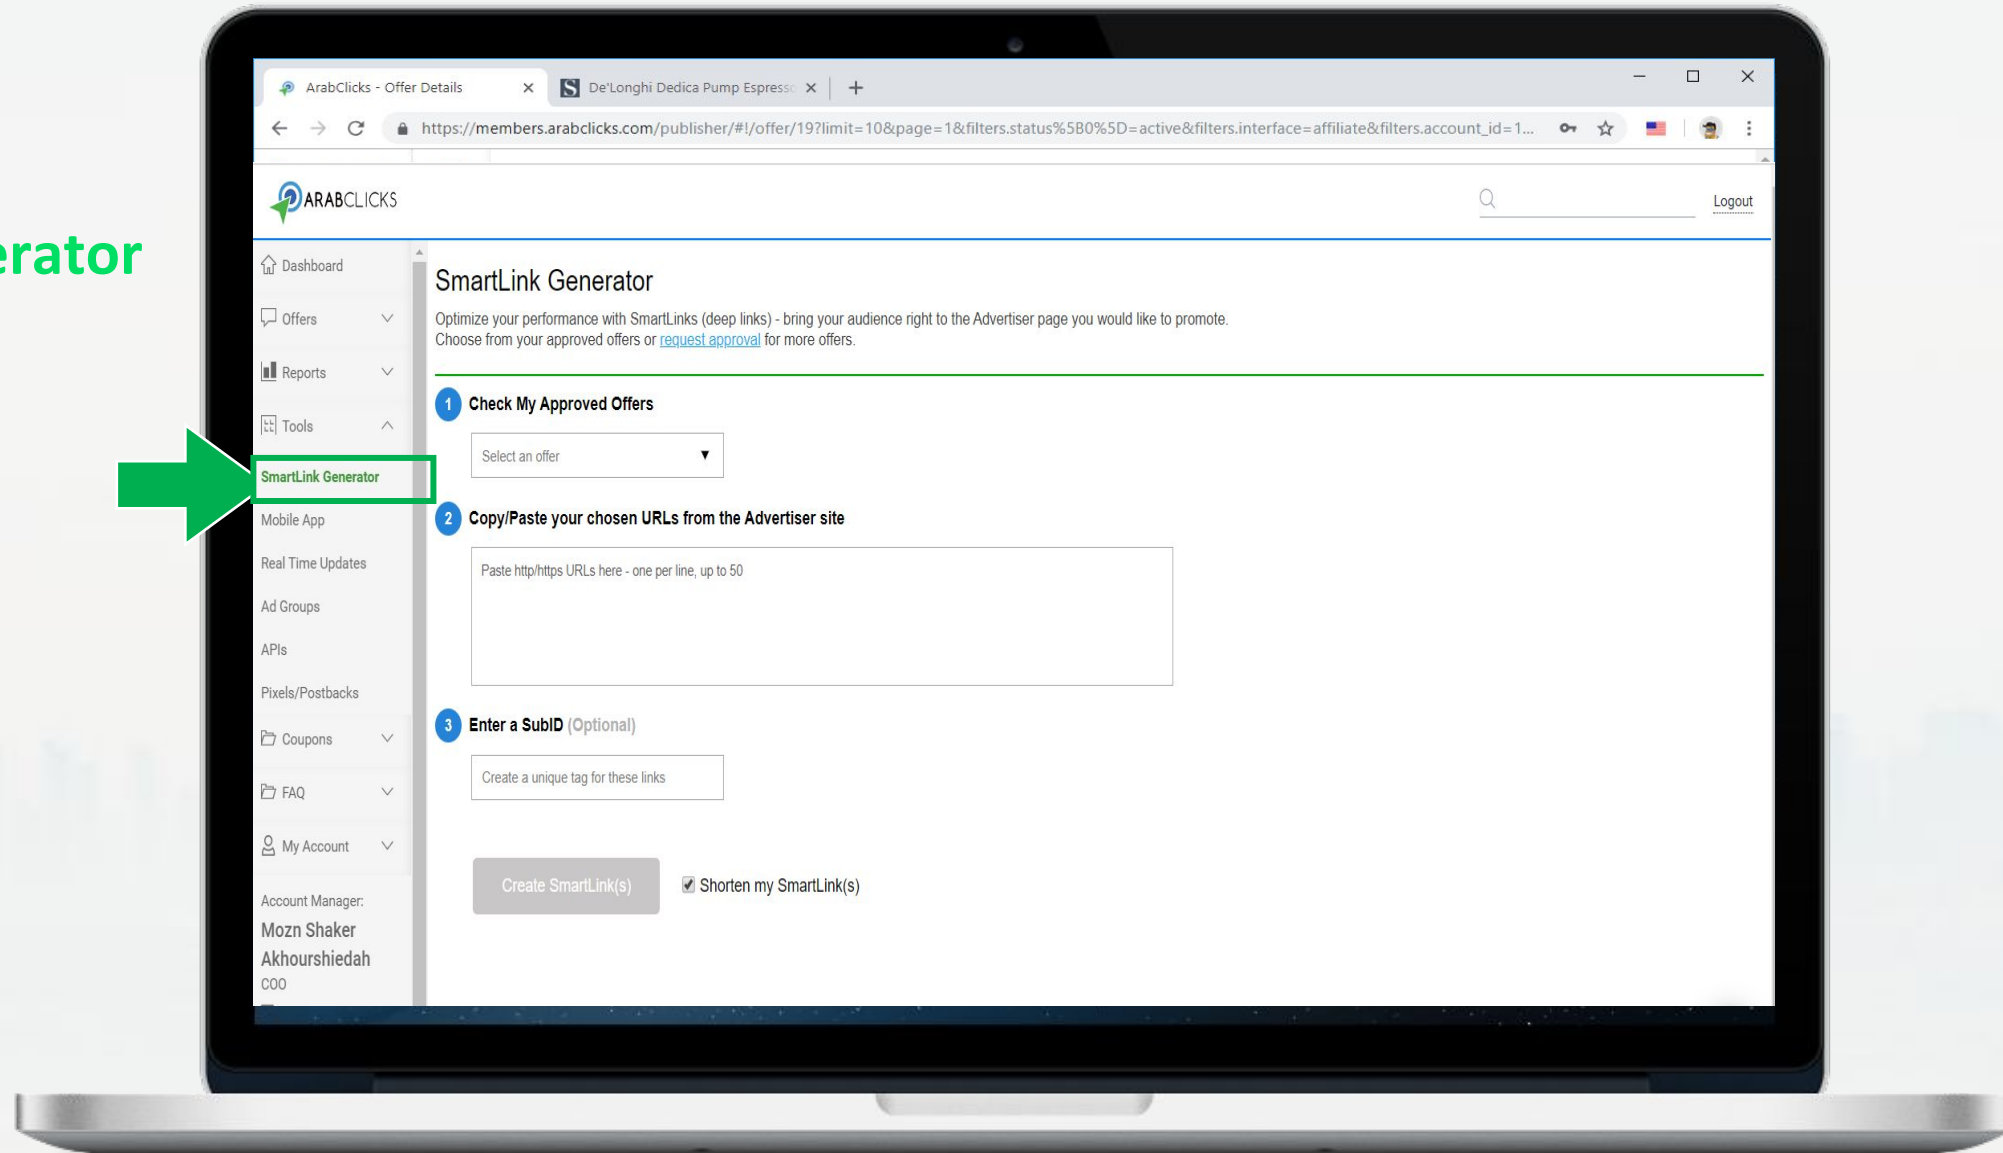 erator
ArabClicks - Offer Details
De'Longhi Dedica Pump Espresso
https://members.arabclicks.com/publisher/#!/offer/19?limit=10&page=1&filters.status%5B0%5D=active&filters.interface=affiliate&filters.account_id=1...
ARABCLICKS
Logout
Dashboard
Offers
Reports
Tools
SmartLink Generator
Mobile App
Real Time Updates
Ad Groups
APIs
Pixels/Postbacks
Coupons
FAQ
My Account
Account Manager:
Mozn Shaker
Akhourshiedah
COO
SmartLink Generator
Optimize your performance with SmartLinks (deep links) - bring your audience right to the Advertiser page you would like to promote.
Choose from your approved offers or request approval for more offers.
1 Check My Approved Offers
Select an offer
2 Copy/Paste your chosen URLs from the Advertiser site
Paste http/https URLs here - one per line, up to 50
3 Enter a SubID (Optional)
Create a unique tag for these links
Create SmartLink(s)
Shorten my SmartLink(s)